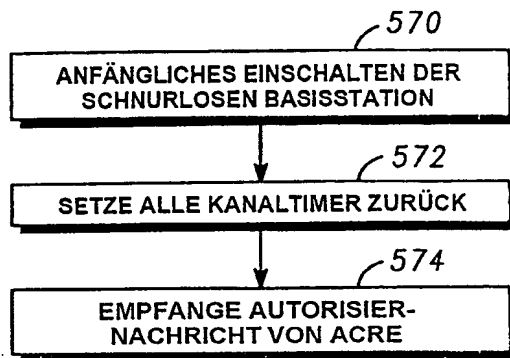 570
ANFÄNGLICHES EINSCHALTEN DER
SCHNURLOSEN BASISSTATION
572
SETZE ALLE KANALTIMER ZURÜCK
574
EMPFANGE AUTORISIER-
NACHRICHT VON ACRE